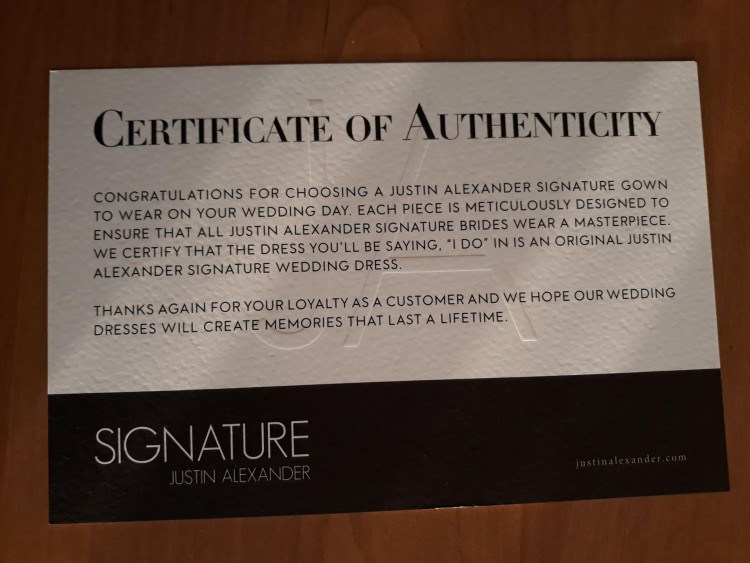 CERTIFICATE OF AUTHENTICITY
CONGRATULATIONS FOR CHOOSING A JUSTIN ALEXANDER SIGNATURE GOWN
TO WEAR ON YOUR WEDDING DAY. EACH PIECE IS METICULOUSLY DESIGNED TO
ENSURE THAT ALL JUSTIN ALEXANDER SIGNATURE BRIDES WEAR A MASTERPIECE.
WE CERTIFY THAT THE DRESS YOU'LL BE SAYING, "I DO" IN IS AN ORIGINAL JUSTIN
ALEXANDER SIGNATURE WEDDING DRESS.
THANKS AGAIN FOR YOUR LOYALTY AS A CUSTOMER AND WE HOPE OUR WEDDING
DRESSES WILL CREATE MEMORIES THAT LAST A LIFETIME.
SIGNATURE
JUSTIN ALEXANDER
justinalexander.com